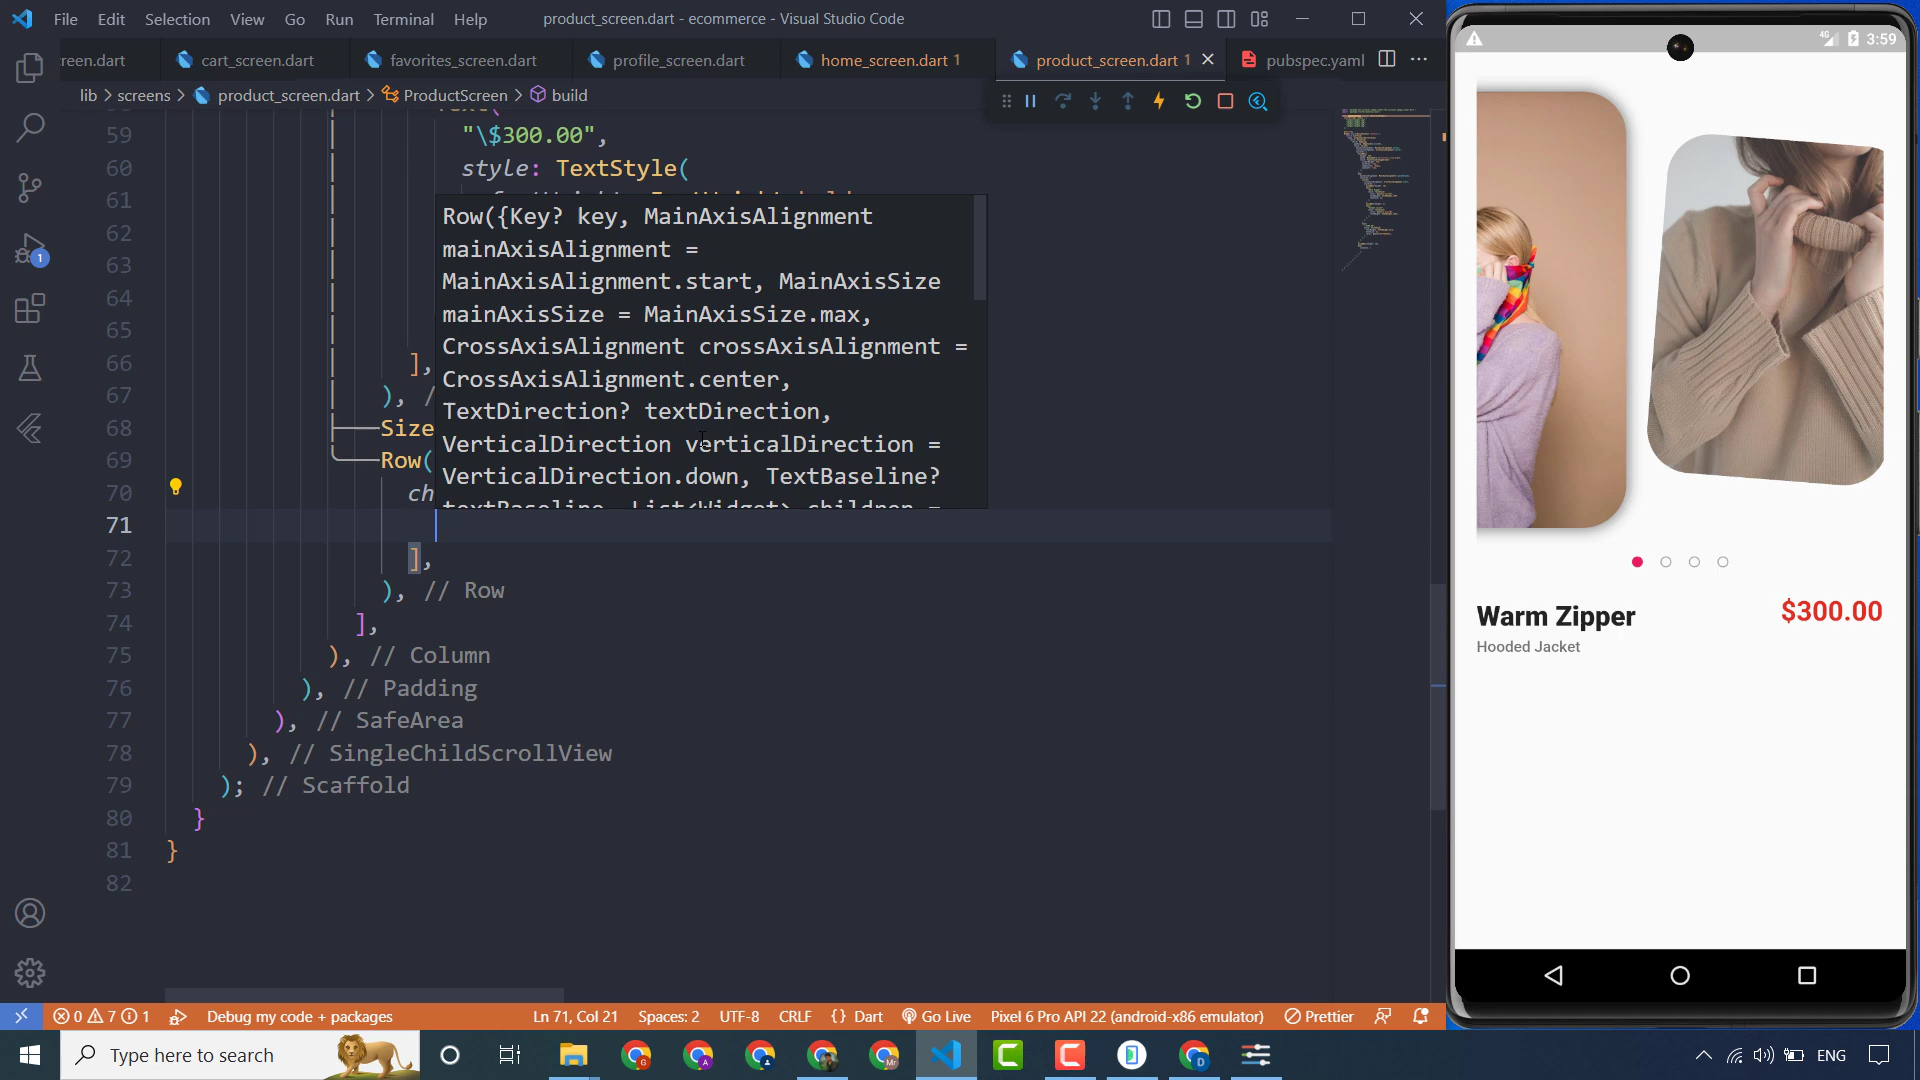 File Edit Selection View Go Run Terminal Help
product_screen.dart - ecommerce - Visual Studio Code
reen.dart
cart_screen.dart
favorites_screen.dart
profile_screen.dart
home_screen.dart 1
product_screen.dart 1
pubspec.yaml
lib > screens > product_screen.dart > ProductScreen > build
59 "\$300.00",
60 style: TextStyle(
61
62
63
64
65
66 ],
67 ), /
68 Size
69 Row(
70 ch
71
72 ],
73 ), // Row
74 ],
75 ), // Column
76 ), // Padding
77 ), // SafeArea
78 ), // SingleChildScrollView
79 ); // Scaffold
80 }
81 }
82
Row({Key? key, MainAxisAlignment
mainAxisAlignment =
MainAxisAlignment.start, MainAxisSize
mainAxisSize = MainAxisSize.max,
CrossAxisAlignment crossAxisAlignment =
CrossAxisAlignment.center,
TextDirection? textDirection,
VerticalDirection verticalDirection =
VerticalDirection.down, TextBaseline?
textBaseline, List<Widget> children =
1
4G 3:59
Warm Zipper
$300.00
Hooded Jacket
0 7 1 Debug my code + packages
Ln 71, Col 21 Spaces: 2 UTF-8 CRLF {} Dart Go Live Pixel 6 Pro API 22 (android-x86 emulator) Prettier
Type here to search
ENG